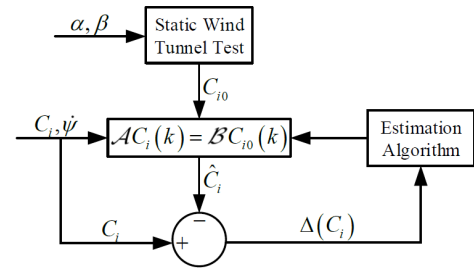 α, β
Static Wind
Tunnel Test
C_{i0}
C_i, ψ̇
𝒜C_i(k) = ℬC_{i0}(k)
Estimation
Algorithm
Ĉ_i
−
C_i
+
Δ(C_i)